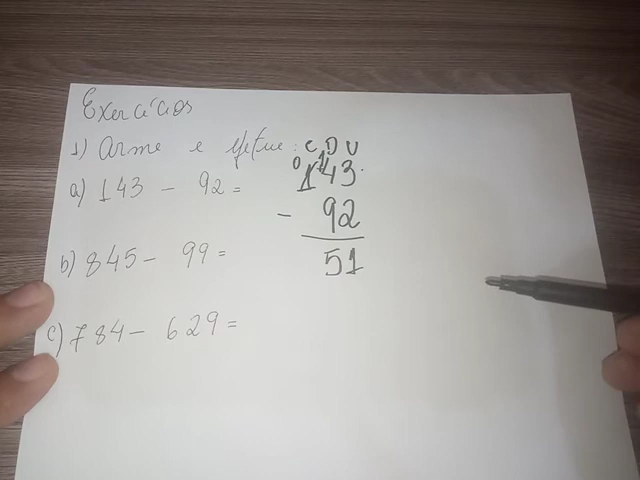 Exercícios
1) Arme e efetue: C D U
a) 143 - 92 =
0 1
143
- 92
51
b) 845 - 99 =
c) 784 - 629 =